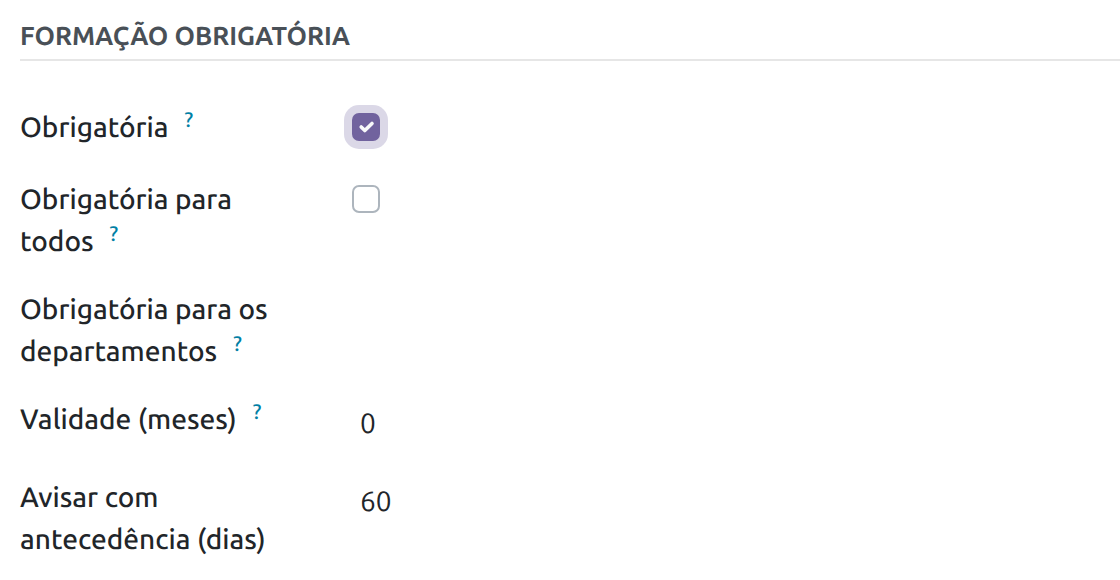 FORMAÇÃO OBRIGATÓRIA
Obrigatória ?
Obrigatória para
todos ?
Obrigatória para os
departamentos ?
Validade (meses) ? 0
Avisar com 60
antecedência (dias)